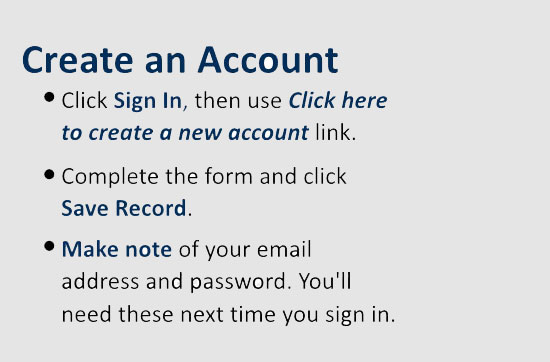 Create an Account
• Click Sign In, then use Click here
to create a new account link.
• Complete the form and click
Save Record.
• Make note of your email
address and password. You'll
need these next time you sign in.